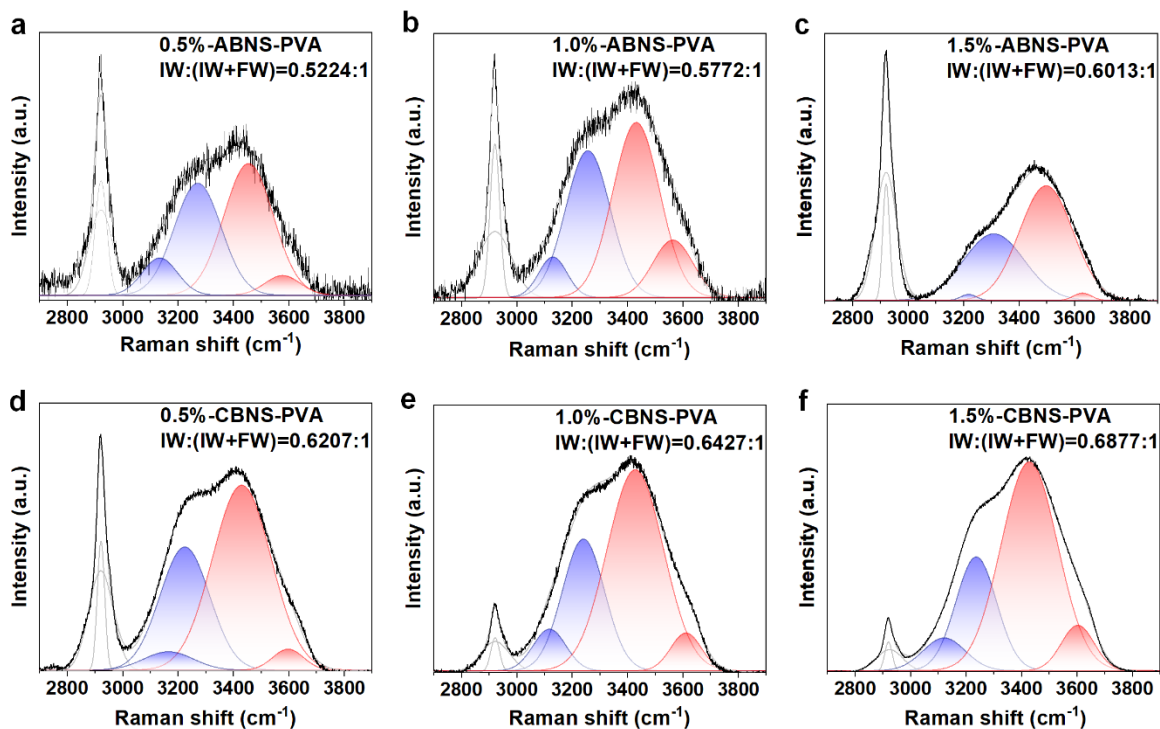 a
0.5%-ABNS-PVA
IW:(IW+FW)=0.5224:1
Intensity (a.u.)
2800 3000 3200 3400 3600 3800
Raman shift (cm⁻¹)
b
1.0%-ABNS-PVA
IW:(IW+FW)=0.5772:1
Intensity (a.u.)
2800 3000 3200 3400 3600 3800
Raman shift (cm⁻¹)
c
1.5%-ABNS-PVA
IW:(IW+FW)=0.6013:1
Intensity (a.u.)
2800 3000 3200 3400 3600 3800
Raman shift (cm⁻¹)
d
0.5%-CBNS-PVA
IW:(IW+FW)=0.6207:1
Intensity (a.u.)
2800 3000 3200 3400 3600 3800
Raman shift (cm⁻¹)
e
1.0%-CBNS-PVA
IW:(IW+FW)=0.6427:1
Intensity (a.u.)
2800 3000 3200 3400 3600 3800
Raman shift (cm⁻¹)
f
1.5%-CBNS-PVA
IW:(IW+FW)=0.6877:1
Intensity (a.u.)
2800 3000 3200 3400 3600 3800
Raman shift (cm⁻¹)